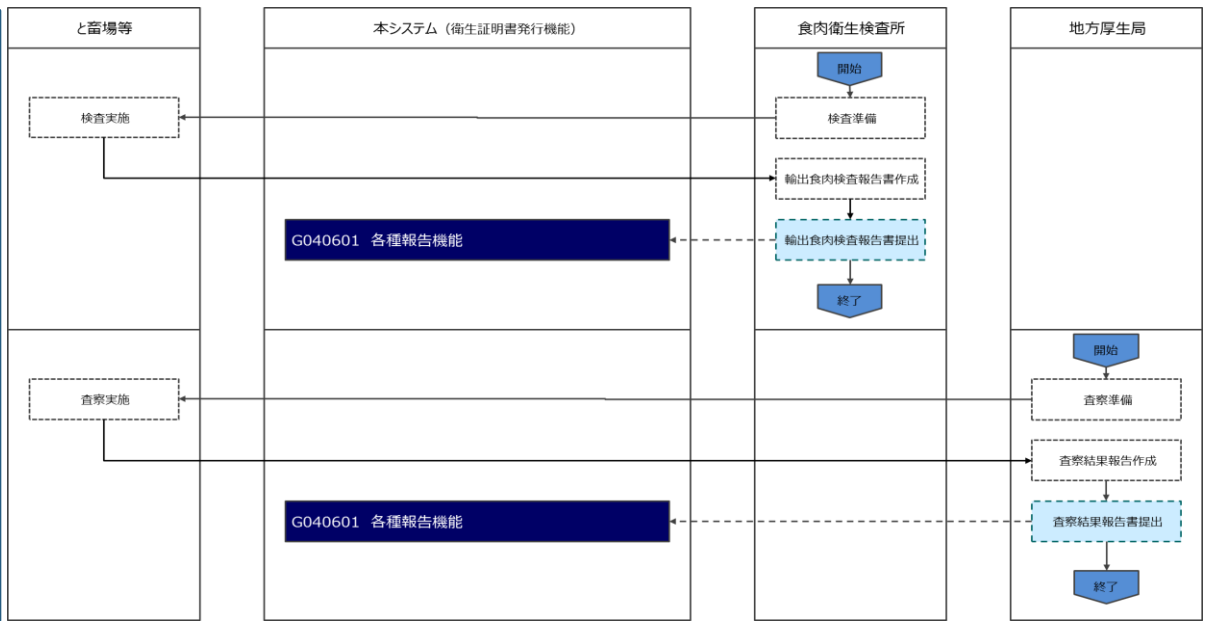 と畜場等
本システム（衛生証明書発行機能）
食肉衛生検査所
地方厚生局
開始
検査実施
検査準備
輸出食肉検査報告書作成
G040601 各種報告機能
輸出食肉検査報告書提出
終了
開始
査察実施
査察準備
査察結果報告作成
G040601 各種報告機能
査察結果報告書提出
終了